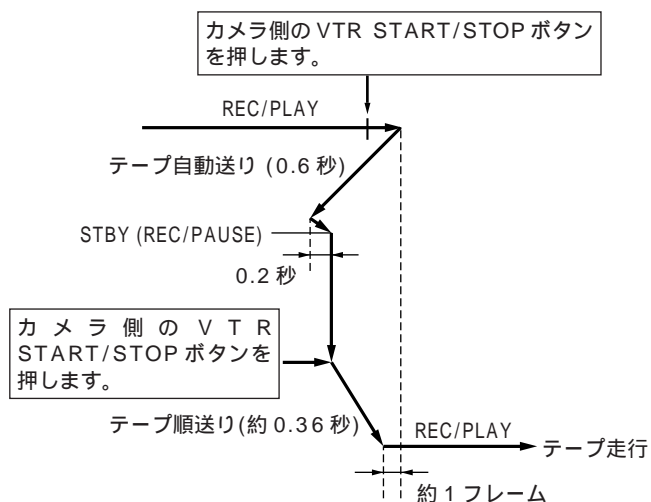 カメラ側のVTR START/STOPボタン
を押します。
REC/PLAY
テープ自動送り (0.6秒)
STBY (REC/PAUSE)
0.2秒
カメラ側のVTR
START/STOPボタンを
押します。
テープ順送り(約0.36秒)
REC/PLAY
テープ走行
約1フレーム